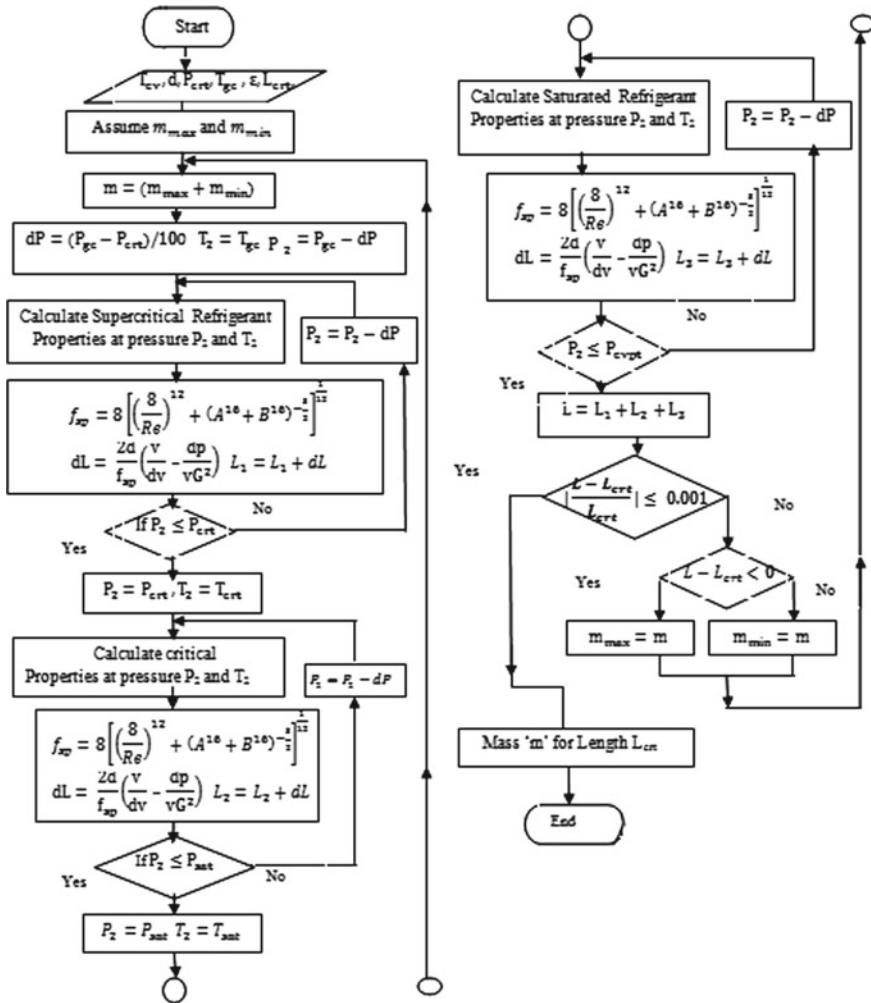 Start
T_ev, d, P_crt, T_gc, ε, L_crt,
Assume m_max and m_min
m = (m_max + m_min)
dP = (P_gc − P_crt)/100 T_2 = T_gc P_2 = P_gc − dP
Calculate Supercritical Refrigerant
Properties at pressure P_2 and T_2
P_2 = P_2 − dP
f_sp = 8[(8/Re)^12 + (A^16 + B^16)^(−3/2)]^(1/12)
dL = 2d/f_sp (v/dv − dp/vG²) L_1 = L_1 + dL
No
If P_2 ≤ P_crt
Yes
P_2 = P_crt, T_2 = T_crt
Calculate critical
Properties at pressure P_2 and T_2
P_2 = P_2 − dP
f_sp = 8[(8/Re)^12 + (A^16 + B^16)^(−3/2)]^(1/12)
dL = 2d/f_sp (v/dv − dp/vG²) L_2 = L_2 + dL
If P_2 ≤ P_sat
Yes
No
P_2 = P_sat T_2 = T_sat
Calculate Saturated Refrigerant
Properties at pressure P_2 and T_2
P_2 = P_2 − dP
f_sp = 8[(8/Re)^12 + (A^16 + B^16)^(−3/2)]^(1/12)
dL = 2d/f_sp (v/dv − dp/vG²) L_3 = L_3 + dL
No
P_2 ≤ P_evpt
Yes
L = L_1 + L_2 + L_3
Yes
|(L − L_crt)/L_crt| ≤ 0.001
No
L − L_crt < 0
Yes
No
m_max = m
m_min = m
Mass 'm' for Length L_crt
End